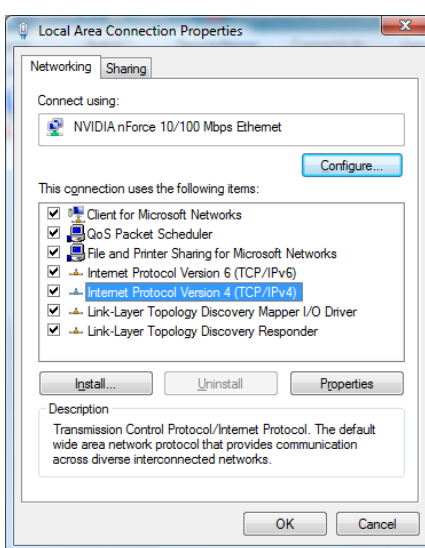 Local Area Connection Properties
Networking
Sharing
Connect using:
NVIDIA nForce 10/100 Mbps Ethernet
Configure...
This connection uses the following items:
Client for Microsoft Networks
QoS Packet Scheduler
File and Printer Sharing for Microsoft Networks
Internet Protocol Version 6 (TCP/IPv6)
Internet Protocol Version 4 (TCP/IPv4)
Link-Layer Topology Discovery Mapper I/O Driver
Link-Layer Topology Discovery Responder
Install...
Uninstall
Properties
Description
Transmission Control Protocol/Internet Protocol. The default
wide area network protocol that provides communication
across diverse interconnected networks.
OK
Cancel